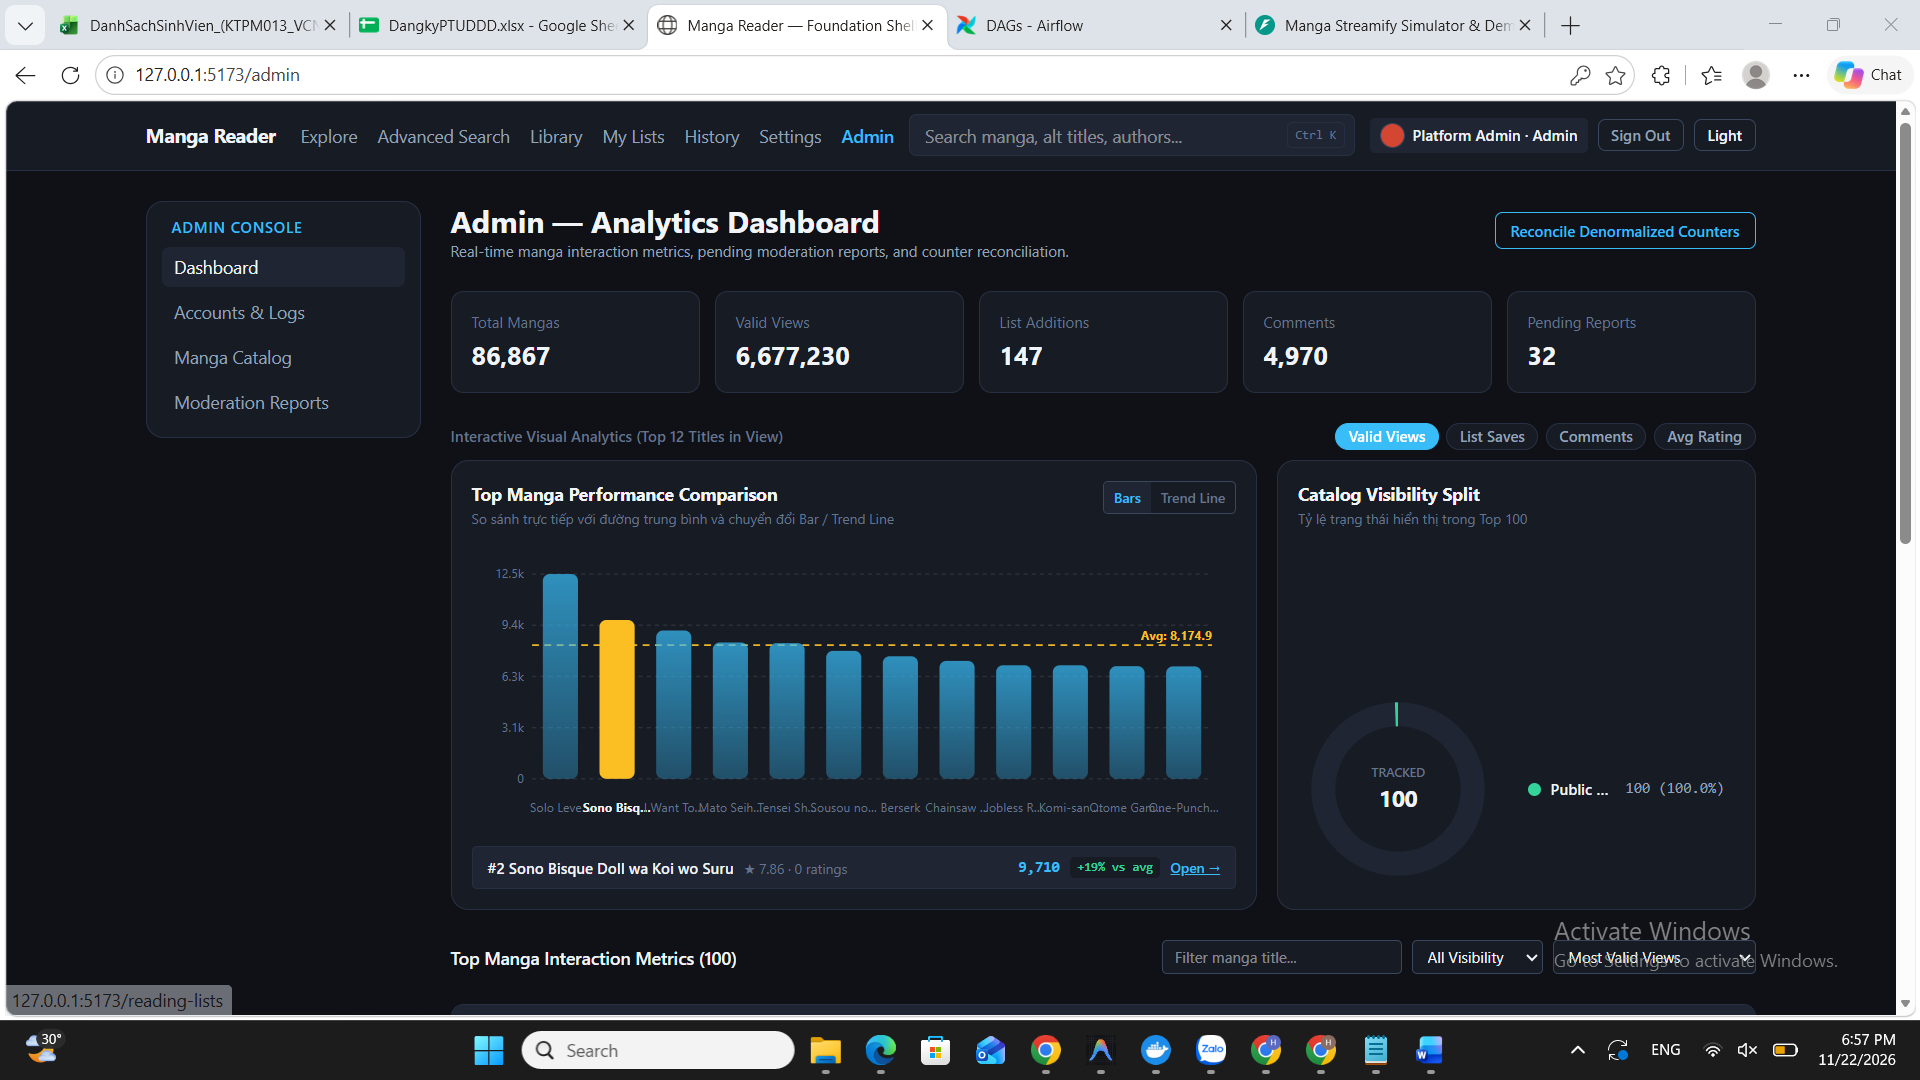 DanhSachSinhVien_(KTPM013_VCN
DangkyPTUDDD.xlsx - Google She
Manga Reader — Foundation Shel
DAGs - Airflow
Manga Streamify Simulator & Dem
127.0.0.1:5173/admin
Chat
Manga Reader
Explore
Advanced Search
Library
My Lists
History
Settings
Admin
Search manga, alt titles, authors...
Ctrl K
Platform Admin · Admin
Sign Out
Light
ADMIN CONSOLE
Dashboard
Accounts & Logs
Manga Catalog
Moderation Reports
Admin — Analytics Dashboard
Real-time manga interaction metrics, pending moderation reports, and counter reconciliation.
Reconcile Denormalized Counters
Total Mangas
86,867
Valid Views
6,677,230
List Additions
147
Comments
4,970
Pending Reports
32
Interactive Visual Analytics (Top 12 Titles in View)
Valid Views
List Saves
Comments
Avg Rating
Top Manga Performance Comparison
So sánh trực tiếp với đường trung bình và chuyển đổi Bar / Trend Line
Bars
Trend Line
12.5k
9.4k
6.3k
3.1k
0
Avg: 8,174.9
Solo Leve
Sono Bisq...
Want To..
Mato Seih..
Tensei Sh..
Sousou no...
Berserk
Chainsaw ..
Jobless R..
Komi-san
Otome Gam
One-Punch...
#2 Sono Bisque Doll wa Koi wo Suru
★ 7.86 · 0 ratings
9,710
+19% vs avg
Open →
Catalog Visibility Split
Tỷ lệ trạng thái hiển thị trong Top 100
TRACKED
100
Public ...
100 (100.0%)
Top Manga Interaction Metrics (100)
Filter manga title...
All Visibility
Most Valid Views
Activate Windows
Go to Settings to activate Windows.
127.0.0.1:5173/reading-lists
30°
Search
Zalo
ENG
6:57 PM
11/22/2026